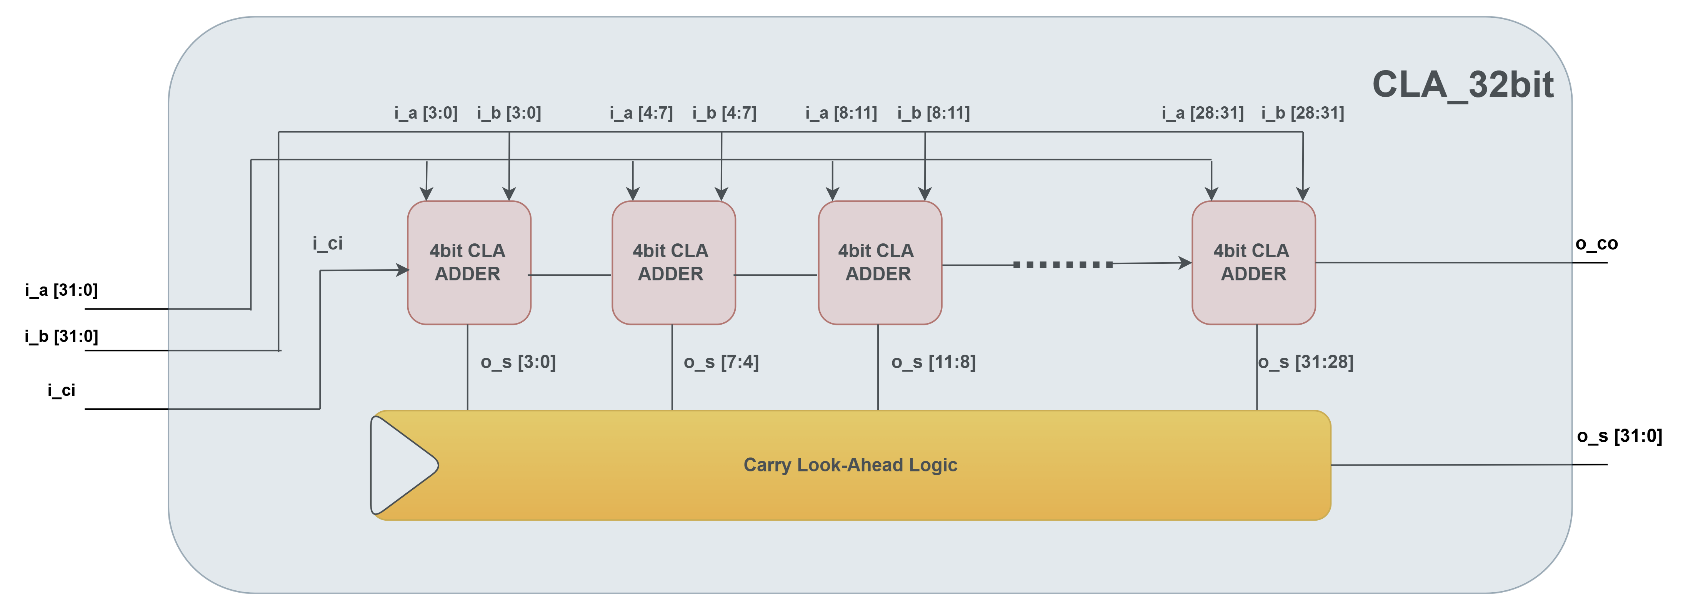 CLA_32bit
i_a [3:0] i_b [3:0] i_a [4:7] i_b [4:7] i_a [8:11] i_b [8:11] i_a [28:31] i_b [28:31]
i_ci
4bit CLA
ADDER
4bit CLA
ADDER
4bit CLA
ADDER
4bit CLA
ADDER
o_co
i_a [31:0]
i_b [31:0]
i_ci
o_s [3:0] o_s [7:4] o_s [11:8] o_s [31:28]
o_s [31:0]
Carry Look-Ahead Logic